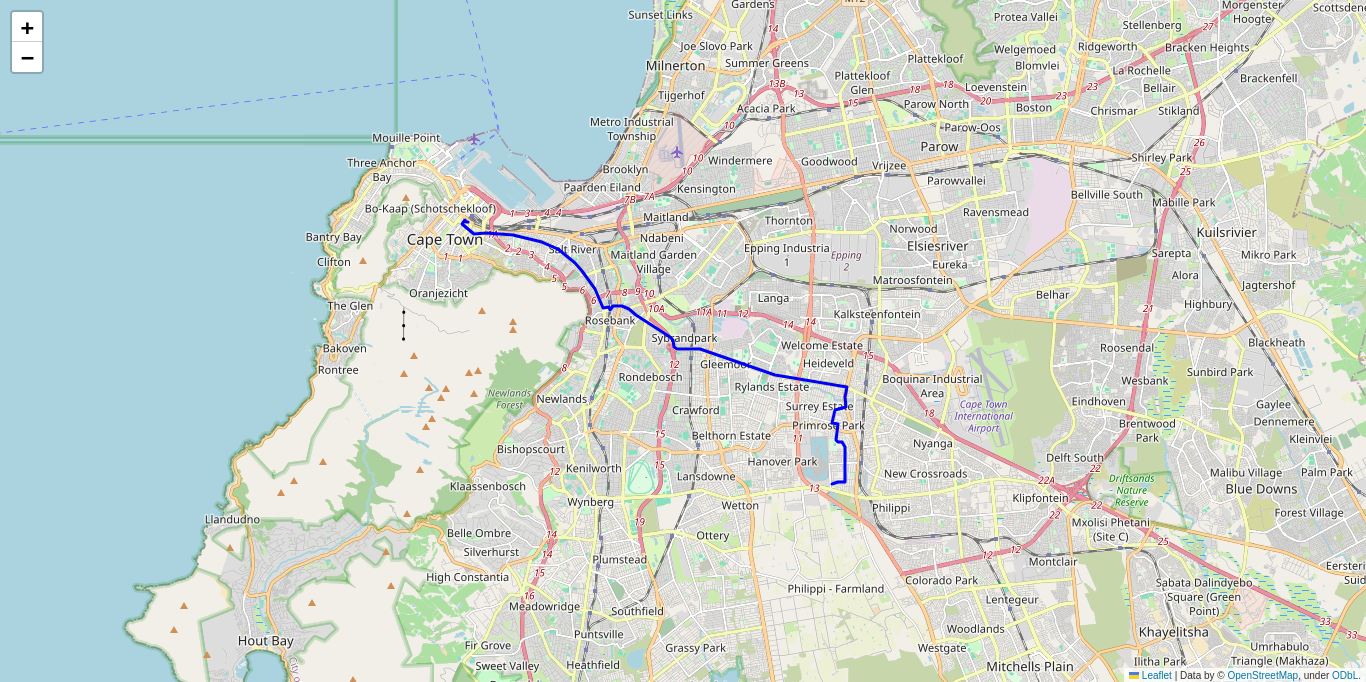 +
−
Sunset Links
Gardens
M12
Protea Vallei
Morgenster
Hoogte
Scottsdene
Stellenberg
Joe Slovo Park
Welgemoed
Ridgeworth
Bracken Heights
Milnerton
Summer Greens
Plattekloof
Blomvlei
Plattekloof
Glen
La Rochelle
Brackenfell
Tijgerhof
Loevenstein
Bellair
Acacia Park
Parow North
Boston
Chrismar
Stikland
Metro Industrial
Township
Parow-Oos
Mouille Point
Parow
Three Anchor
Bay
Windermere
Goodwood
Vrijzee
Shirley Park
Brooklyn
Parowvallei
Paarden Eiland
Kensington
Bellville South
Mabille Park
Bo-Kaap (Schotschekloof)
Maitland
Thornton
Ravensmead
Norwood
Kuilsrivier
Bantry Bay
Cape Town
Ndabeni
Elsiesriver
Salt River
Maitland Garden
Village
Epping Industria
1
Epping
2
Eureka
Sarepta
Mikro Park
Clifton
Matroosfontein
Alora
Jagtershof
Oranjezicht
Langa
Belhar
Highbury
The Glen
Kalksteenfontein
Rosebank
Sybrandpark
Welcome Estate
Roosendal
Blackheath
Bakoven
Gleemoor
Heideveld
Rontree
Rondebosch
Rylands Estate
Boquinar Industrial
Area
Wesbank
Sunbird Park
Newlands
Forest
Newlands
Crawford
Surrey Estate
Cape Town
International
Airport
Eindhoven
Gaylee
Primrose Park
Brentwood
Park
Dennemere
Belthorn Estate
Nyanga
Kleinvlei
Bishopscourt
Hanover Park
Delft South
Kenilworth
New Crossroads
Malibu Village
Palm Park
Klaassenbosch
Lansdowne
Driftsands
Nature
Reserve
Blue Downs
Wynberg
Wetton
Philippi
Klipfontein
Forest Village
Llandudno
Belle Ombre
Ottery
Mxolisi Phetani
(Site C)
Silverhurst
Plumstead
Montclair
High Constantia
Colorado Park
Sabata Dalindyebo
Square (Green
Point)
Philippi - Farmland
Meadowridge
Southfield
Lentegeur
Hout Bay
Puntsville
Woodlands
Khayelitsha
Fir Grove
Grassy Park
Westgate
Umrhabulo
Triangle (Makhaza)
Sweet Valley
Heathfield
Mitchells Plain
Ilitha Park
Leaflet | Data by © OpenStreetMap, under ODbL.